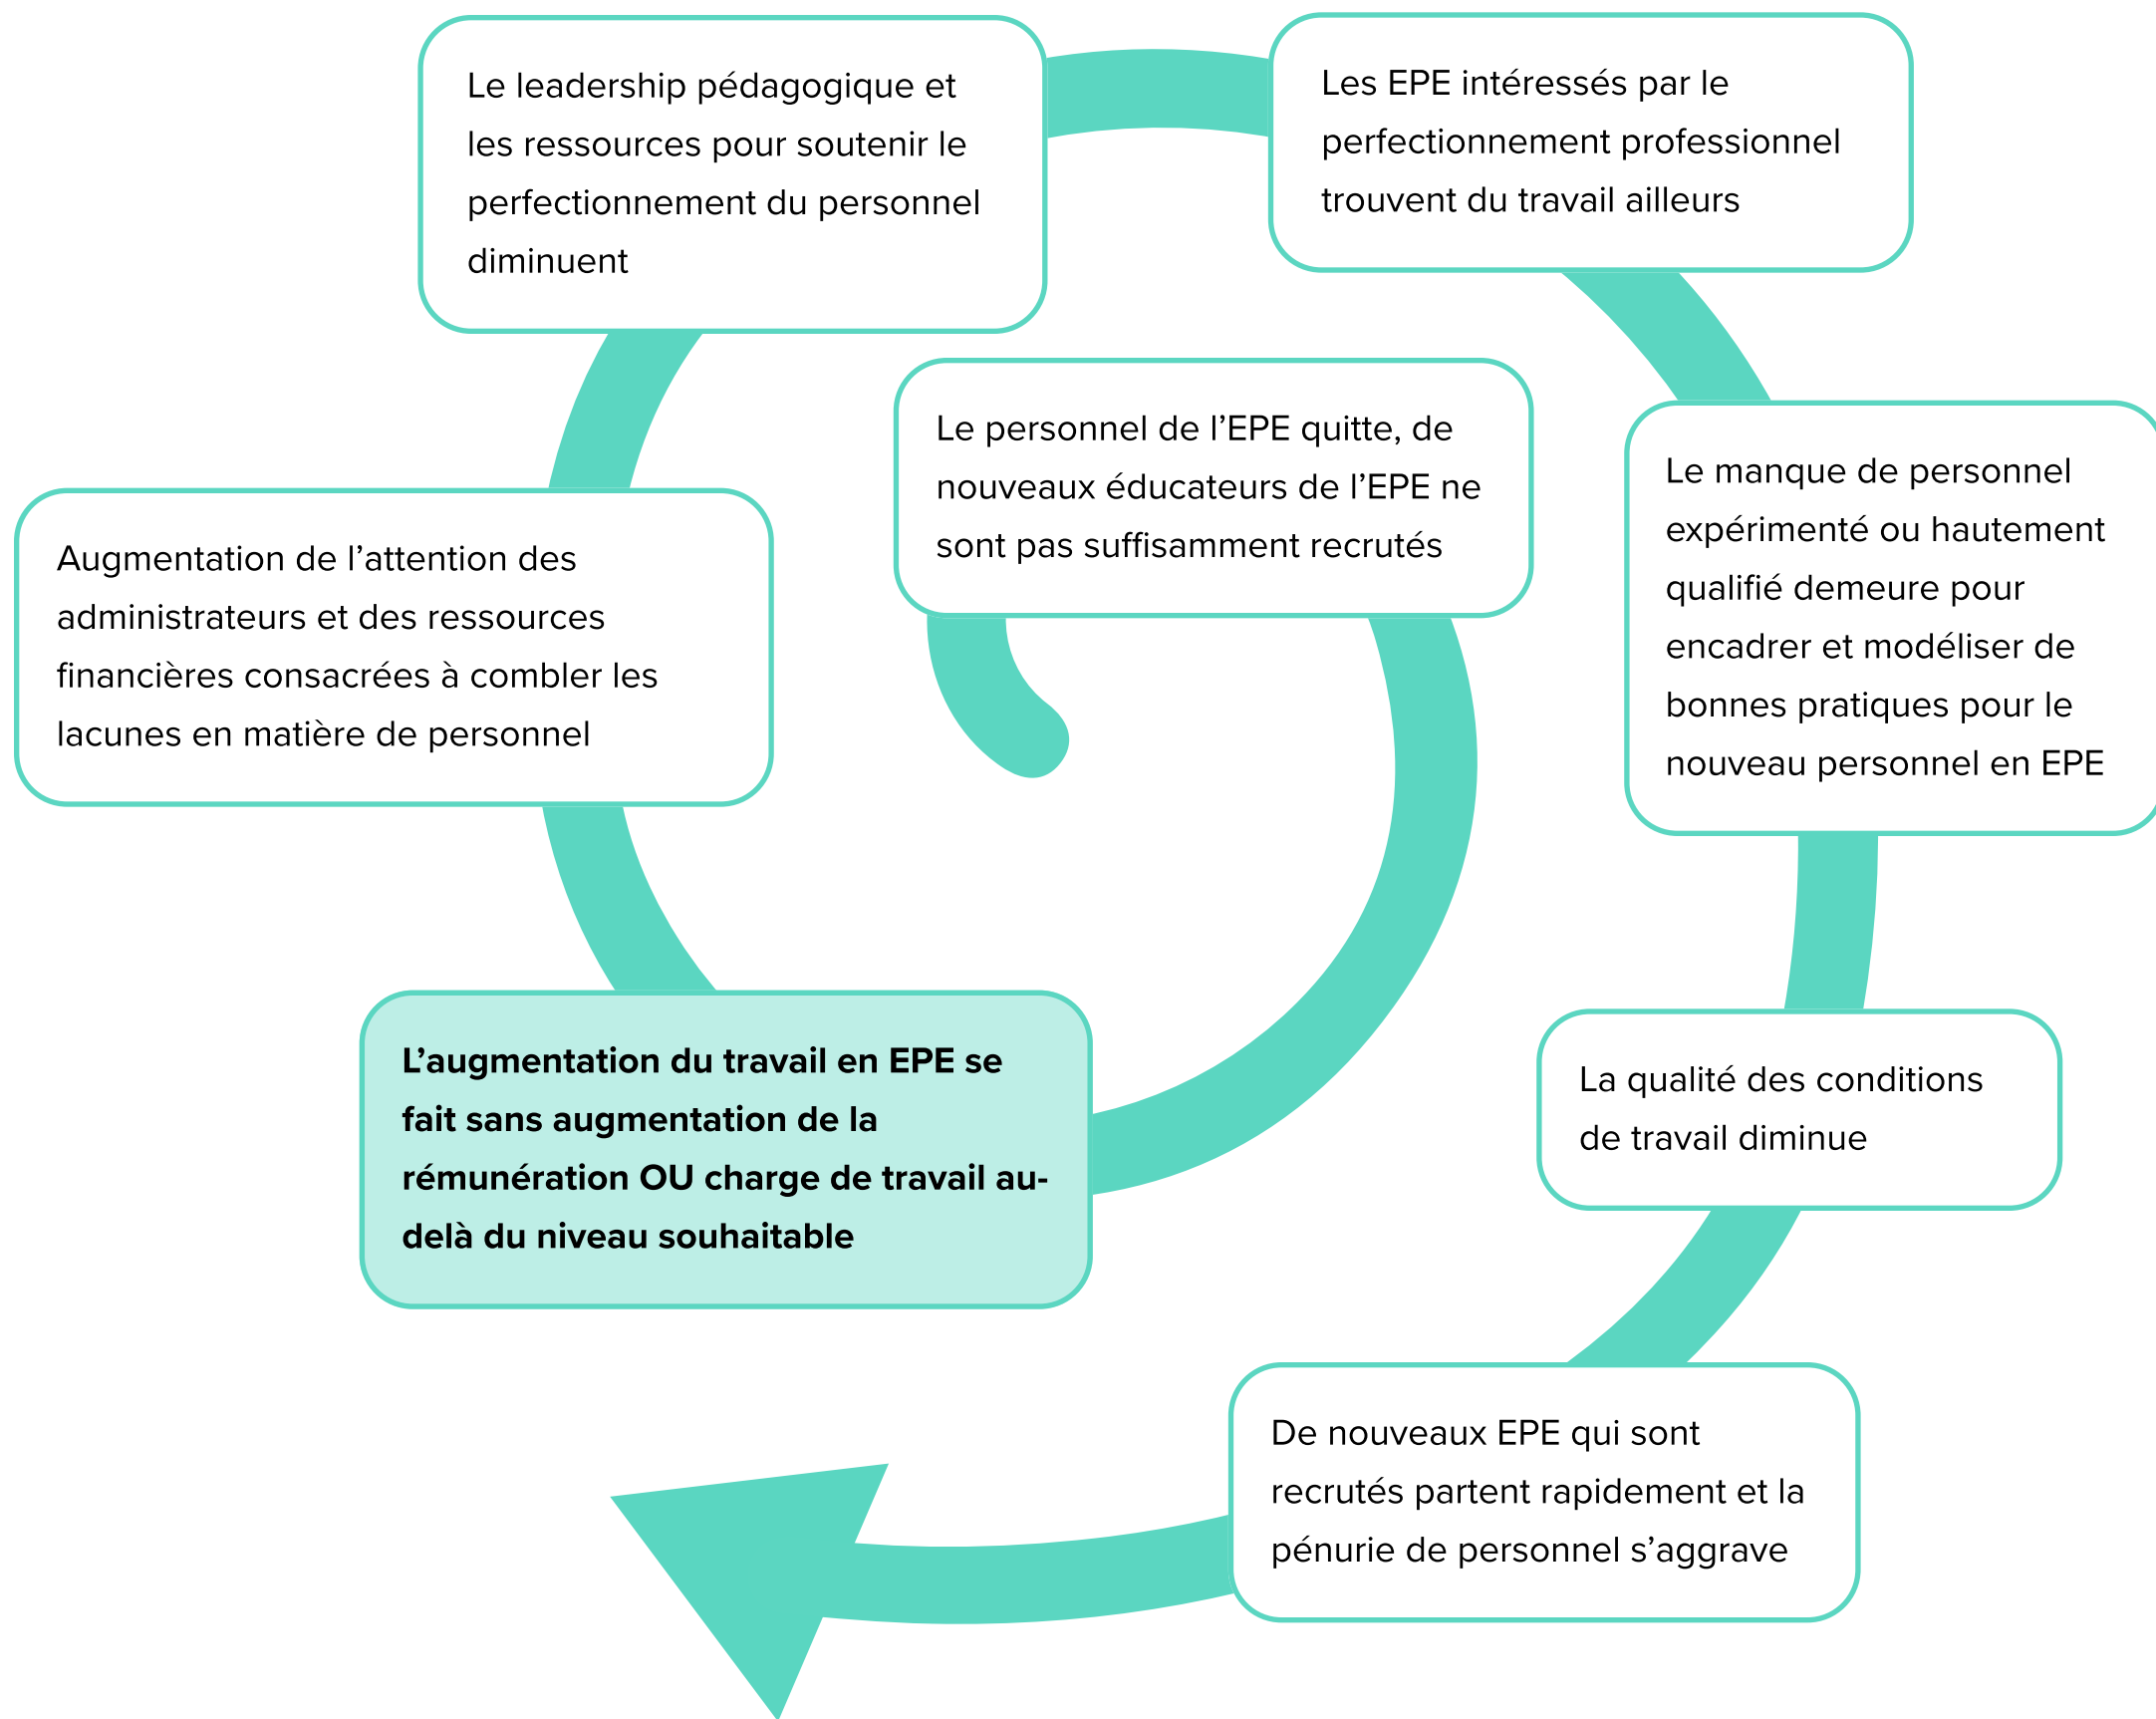 Le leadership pédagogique et
les ressources pour soutenir le
perfectionnement du personnel
diminuent
Les EPE intéressés par le
perfectionnement professionnel
trouvent du travail ailleurs
Le personnel de l’EPE quitte, de
nouveaux éducateurs de l’EPE ne
sont pas suffisamment recrutés
Le manque de personnel
expérimenté ou hautement
qualifié demeure pour
encadrer et modéliser de
bonnes pratiques pour le
nouveau personnel en EPE
Augmentation de l’attention des
administrateurs et des ressources
financières consacrées à combler les
lacunes en matière de personnel
L’augmentation du travail en EPE se
fait sans augmentation de la
rémunération OU charge de travail au-
delà du niveau souhaitable
La qualité des conditions
de travail diminue
De nouveaux EPE qui sont
recrutés partent rapidement et la
pénurie de personnel s’aggrave